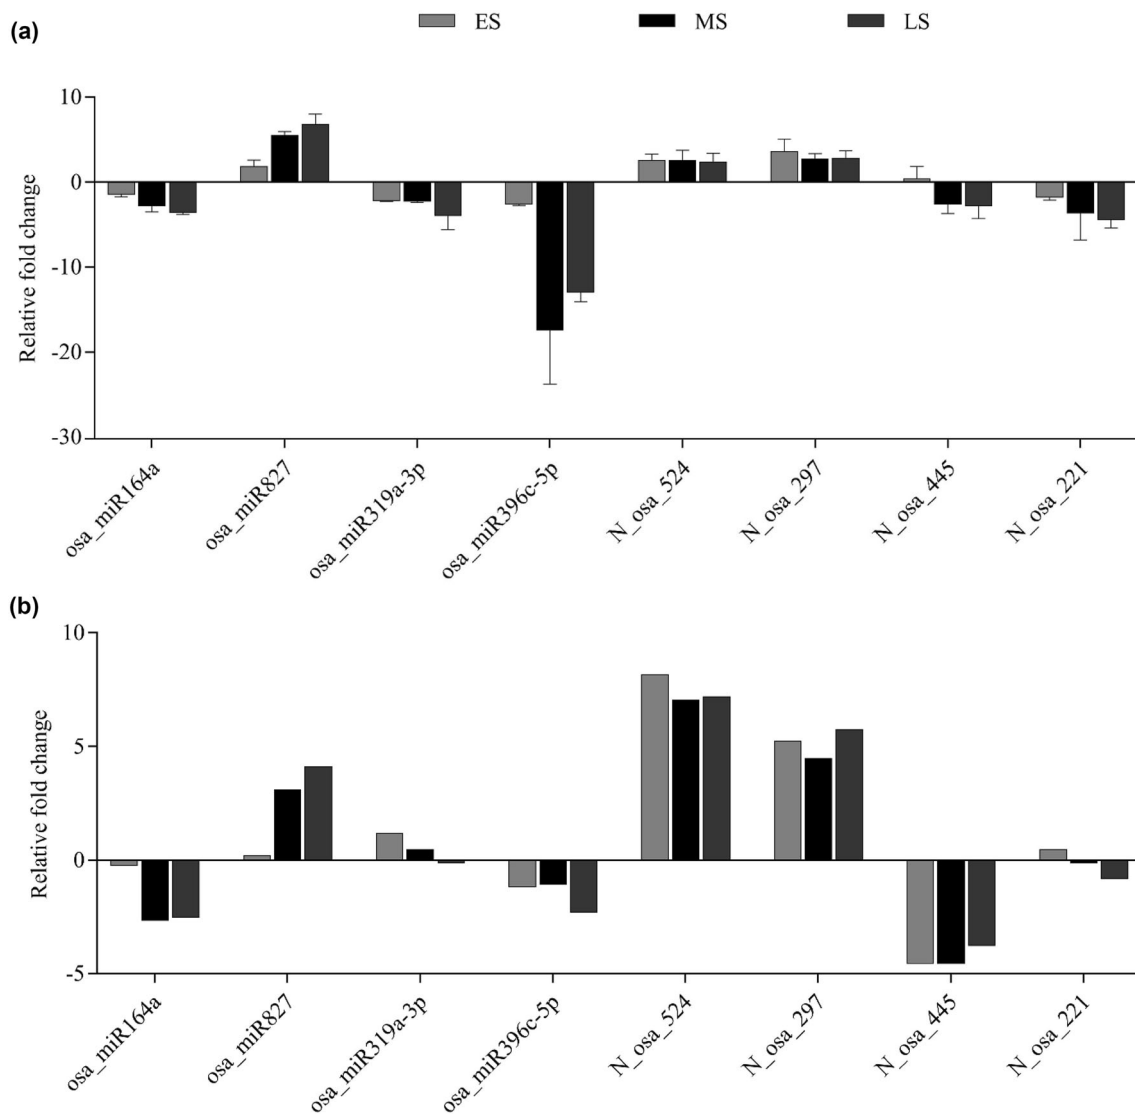 (a)
ES MS LS
10
0
-10
-20
-30
Relative fold change
osa_miR164a
osa_miR827
osa_miR319a-3p
osa_miR396c-5p
N_osa_524
N_osa_297
N_osa_445
N_osa_221
(b)
10
5
0
-5
Relative fold change
osa_miR164a
osa_miR827
osa_miR319a-3p
osa_miR396c-5p
N_osa_524
N_osa_297
N_osa_445
N_osa_221